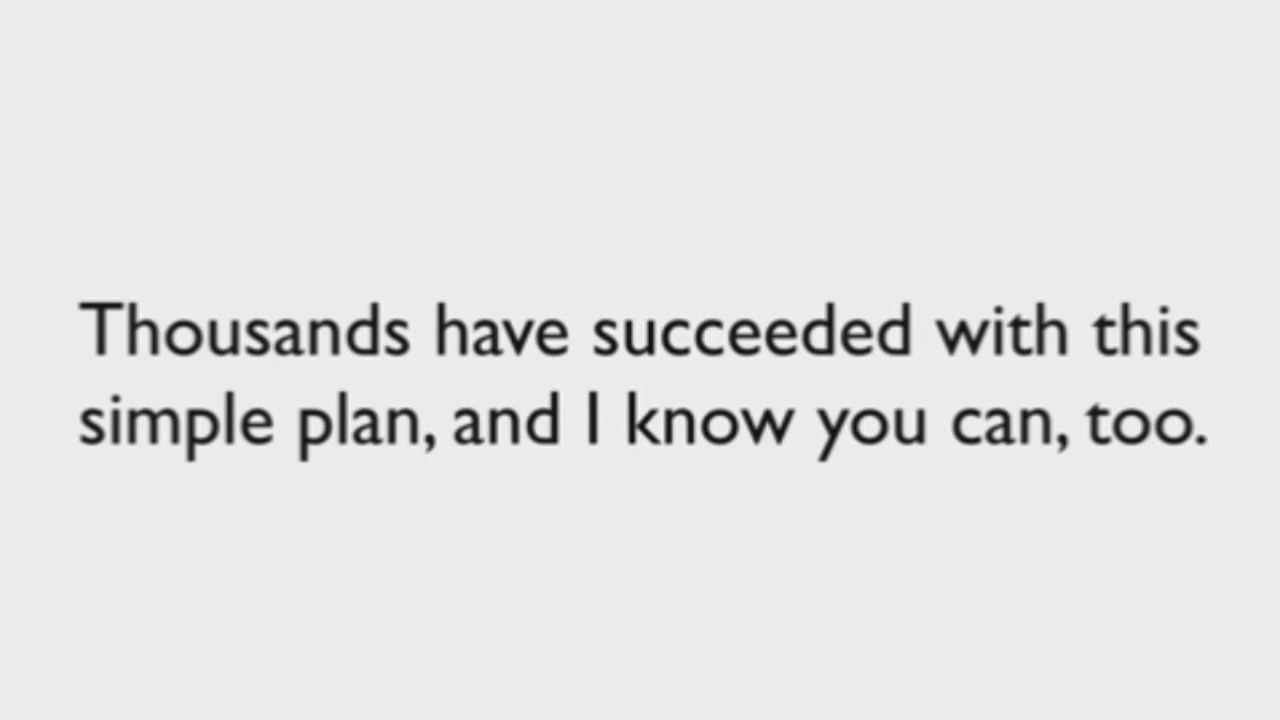 Thousands have succeeded with this
simple plan, and I know you can, too.